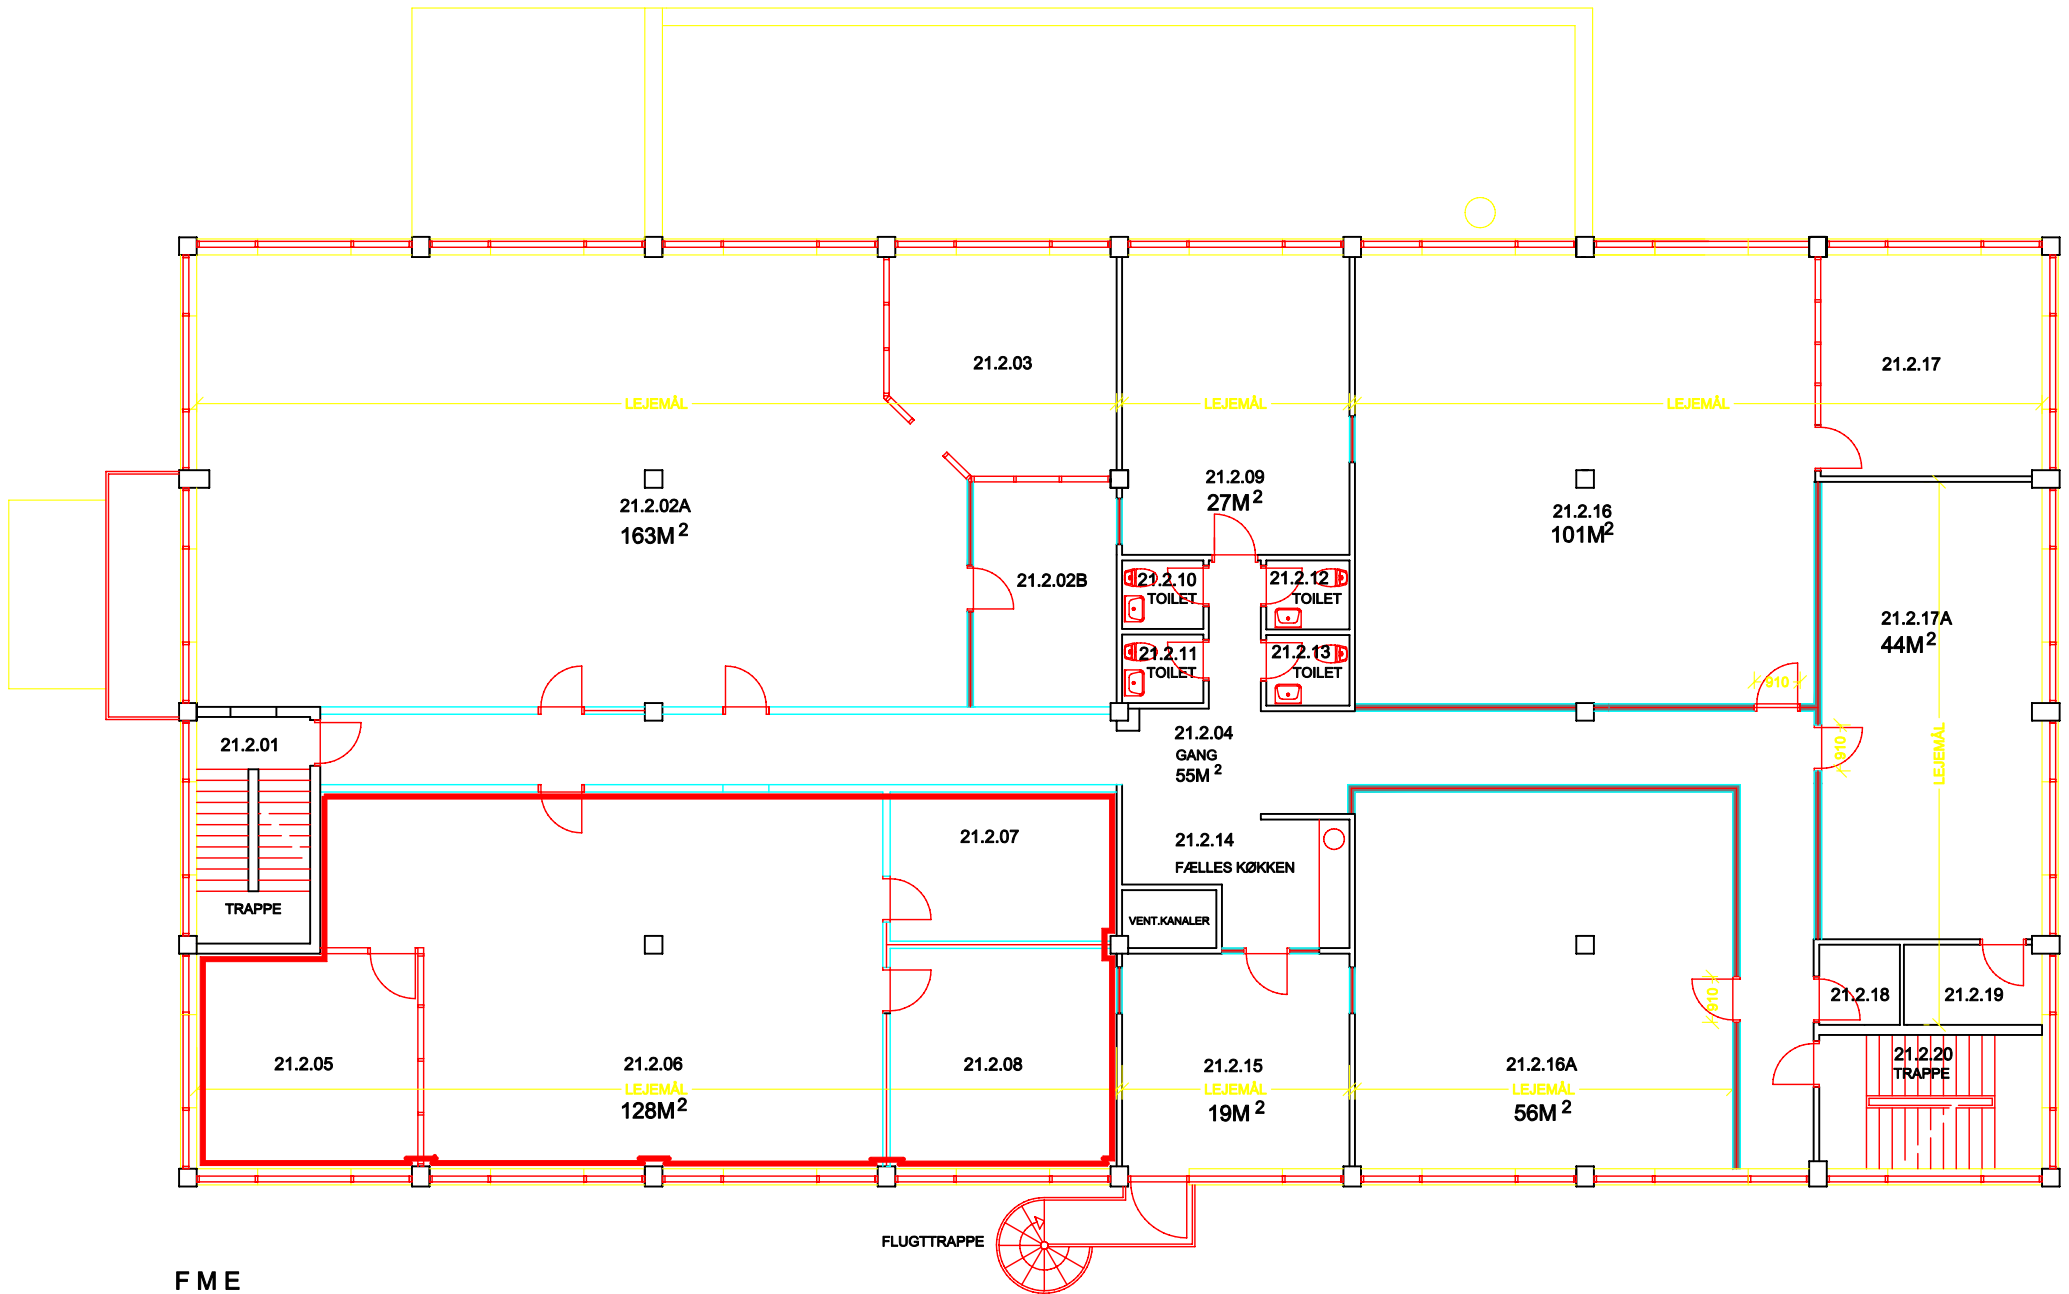 21.2.03
21.2.17
LEJEMÅL
LEJEMÅL
LEJEMÅL
21.2.02A
163M²
21.2.09
27M²
21.2.16
101M²
21.2.02B
21.2.10
TOILET
21.2.12
TOILET
21.2.11
TOILET
21.2.13
TOILET
21.2.17A
44M²
910
910
LEJEMÅL
21.2.01
21.2.04
GANG
55M²
21.2.07
21.2.14
FÆLLES KØKKEN
TRAPPE
VENT.KANALER
21.2.18
21.2.19
910
21.2.05
21.2.06
LEJEMÅL
128M²
21.2.08
21.2.15
LEJEMÅL
19M²
21.2.16A
LEJEMÅL
56M²
21.2.20
TRAPPE
FLUGTTRAPPE
F M E